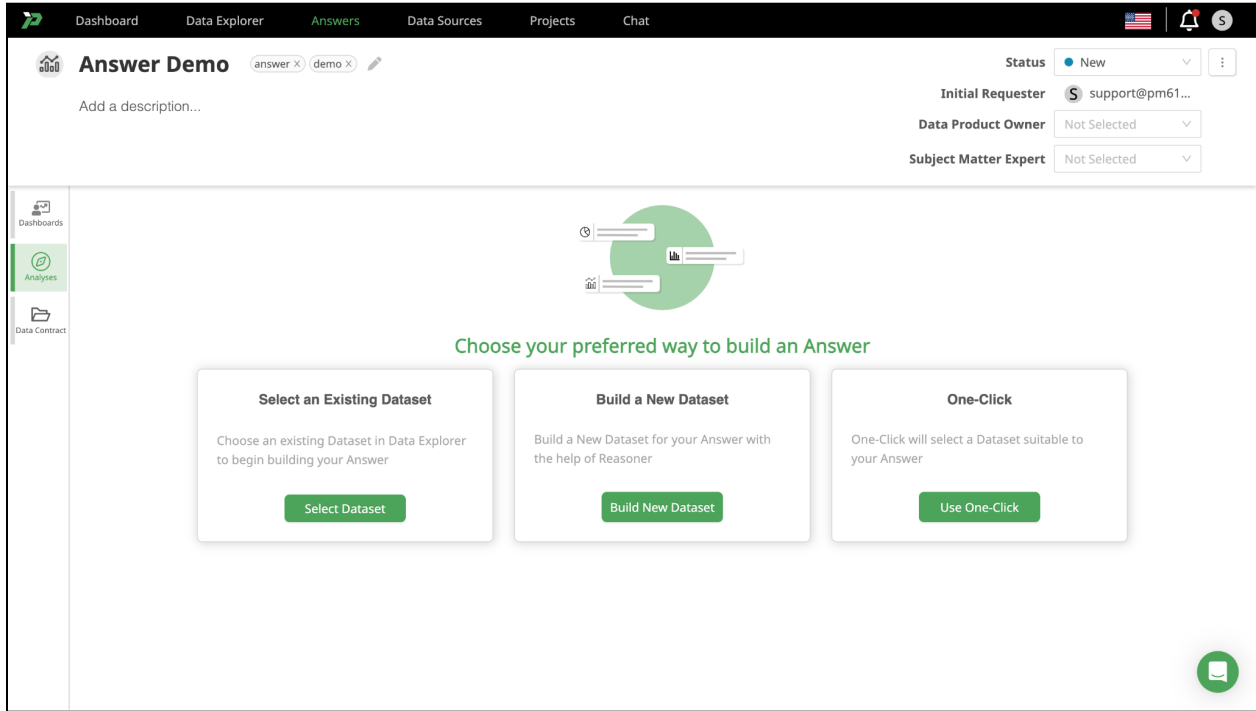 Dashboard Data Explorer Answers Data Sources Projects Chat S
Answer Demo answer × demo ×
Add a description...
Status New
Initial Requester S support@pm61...
Data Product Owner Not Selected
Subject Matter Expert Not Selected
Dashboards
Analyses
Data Contract
Choose your preferred way to build an Answer
Select an Existing Dataset
Choose an existing Dataset in Data Explorer
to begin building your Answer
Select Dataset
Build a New Dataset
Build a New Dataset for your Answer with
the help of Reasoner
Build New Dataset
One-Click
One-Click will select a Dataset suitable to
your Answer
Use One-Click